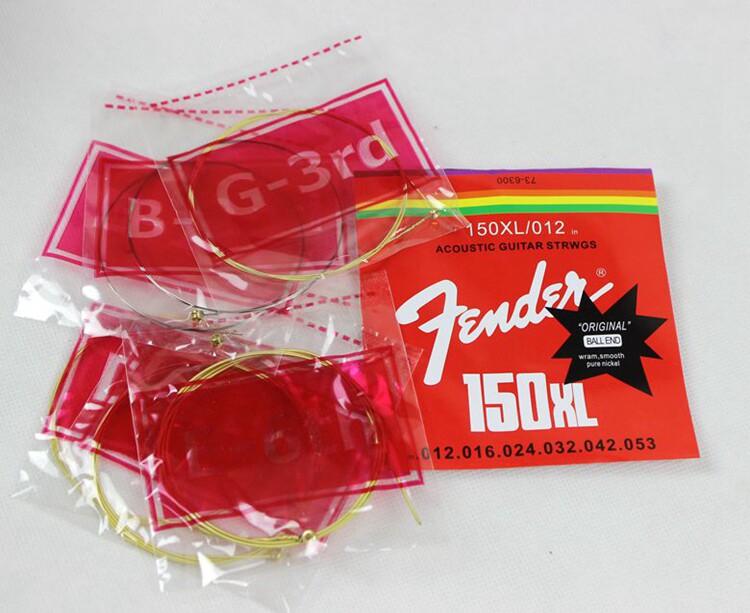 G-3rd
B-
73-6300
150XL/012 in
ACOUSTIC GUITAR STRWGS
Fender®
"ORIGINAL"
BALL END
wram,smooth
pure nickel
150XL
.012.016.024.032.042.053